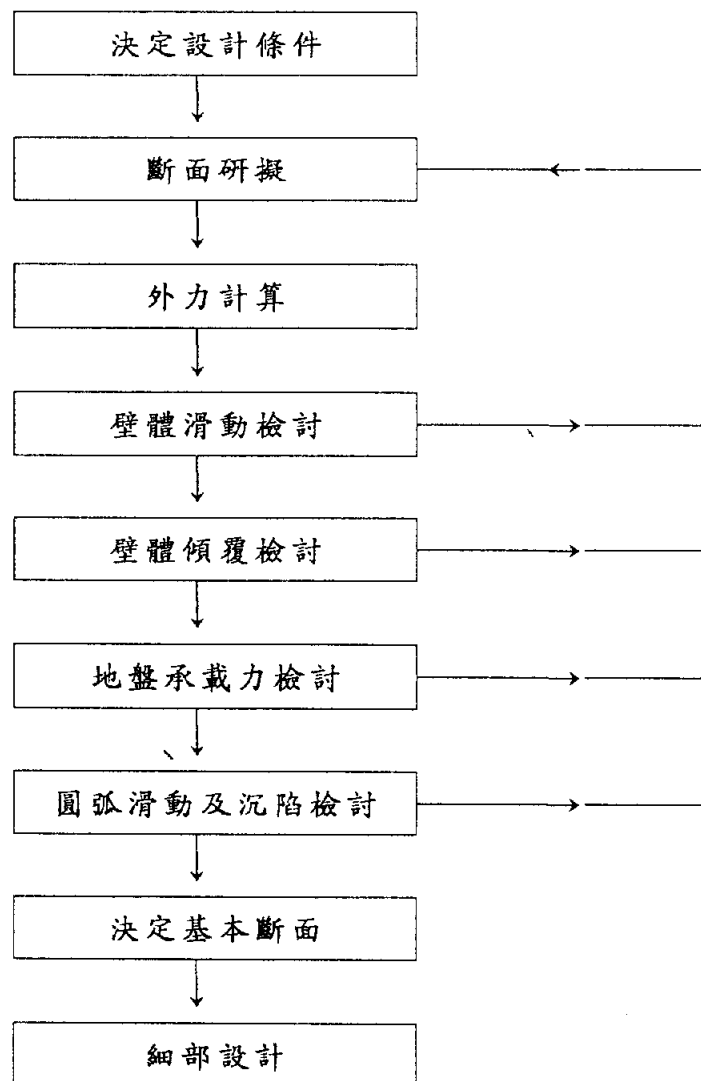 決定設計條件
斷面研擬
外力計算
壁體滑動檢討
壁體傾覆檢討
地盤承載力檢討
圓弧滑動及沉陷檢討
決定基本斷面
細部設計